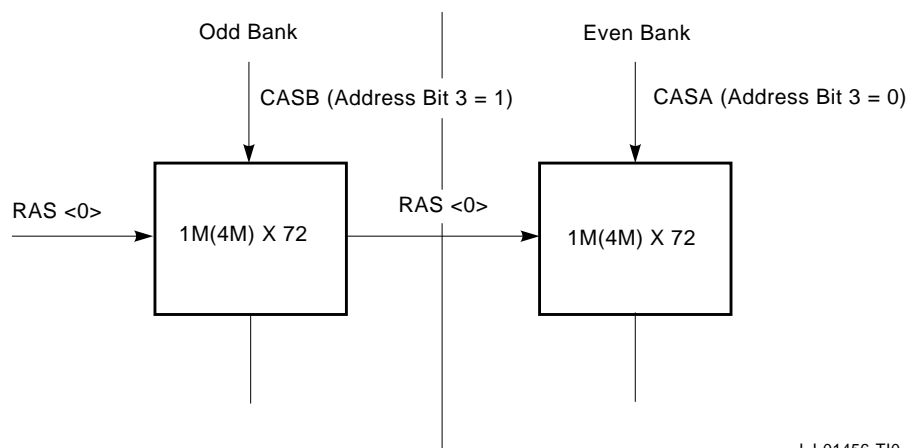 Odd Bank
Even Bank
CASB (Address Bit 3 = 1)
CASA (Address Bit 3 = 0)
RAS <0>
RAS <0>
1M(4M) X 72
1M(4M) X 72